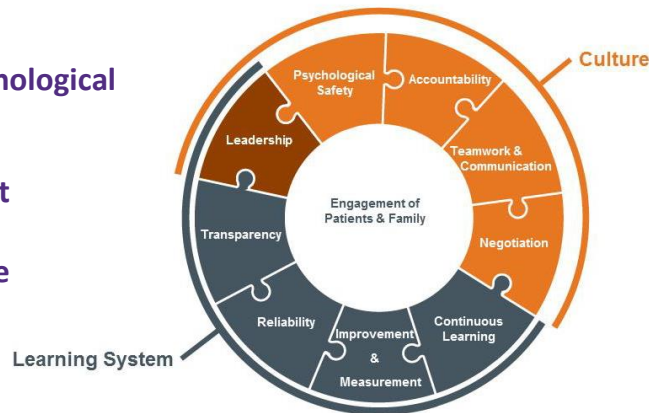 nological
t
e
Culture
Psychological
Safety
Accountability
Leadership
Teamwork &
Communication
Engagement of
Patients & Family
Transparency
Negotiation
Reliability
Improvement
&
Measurement
Continuous
Learning
Learning System